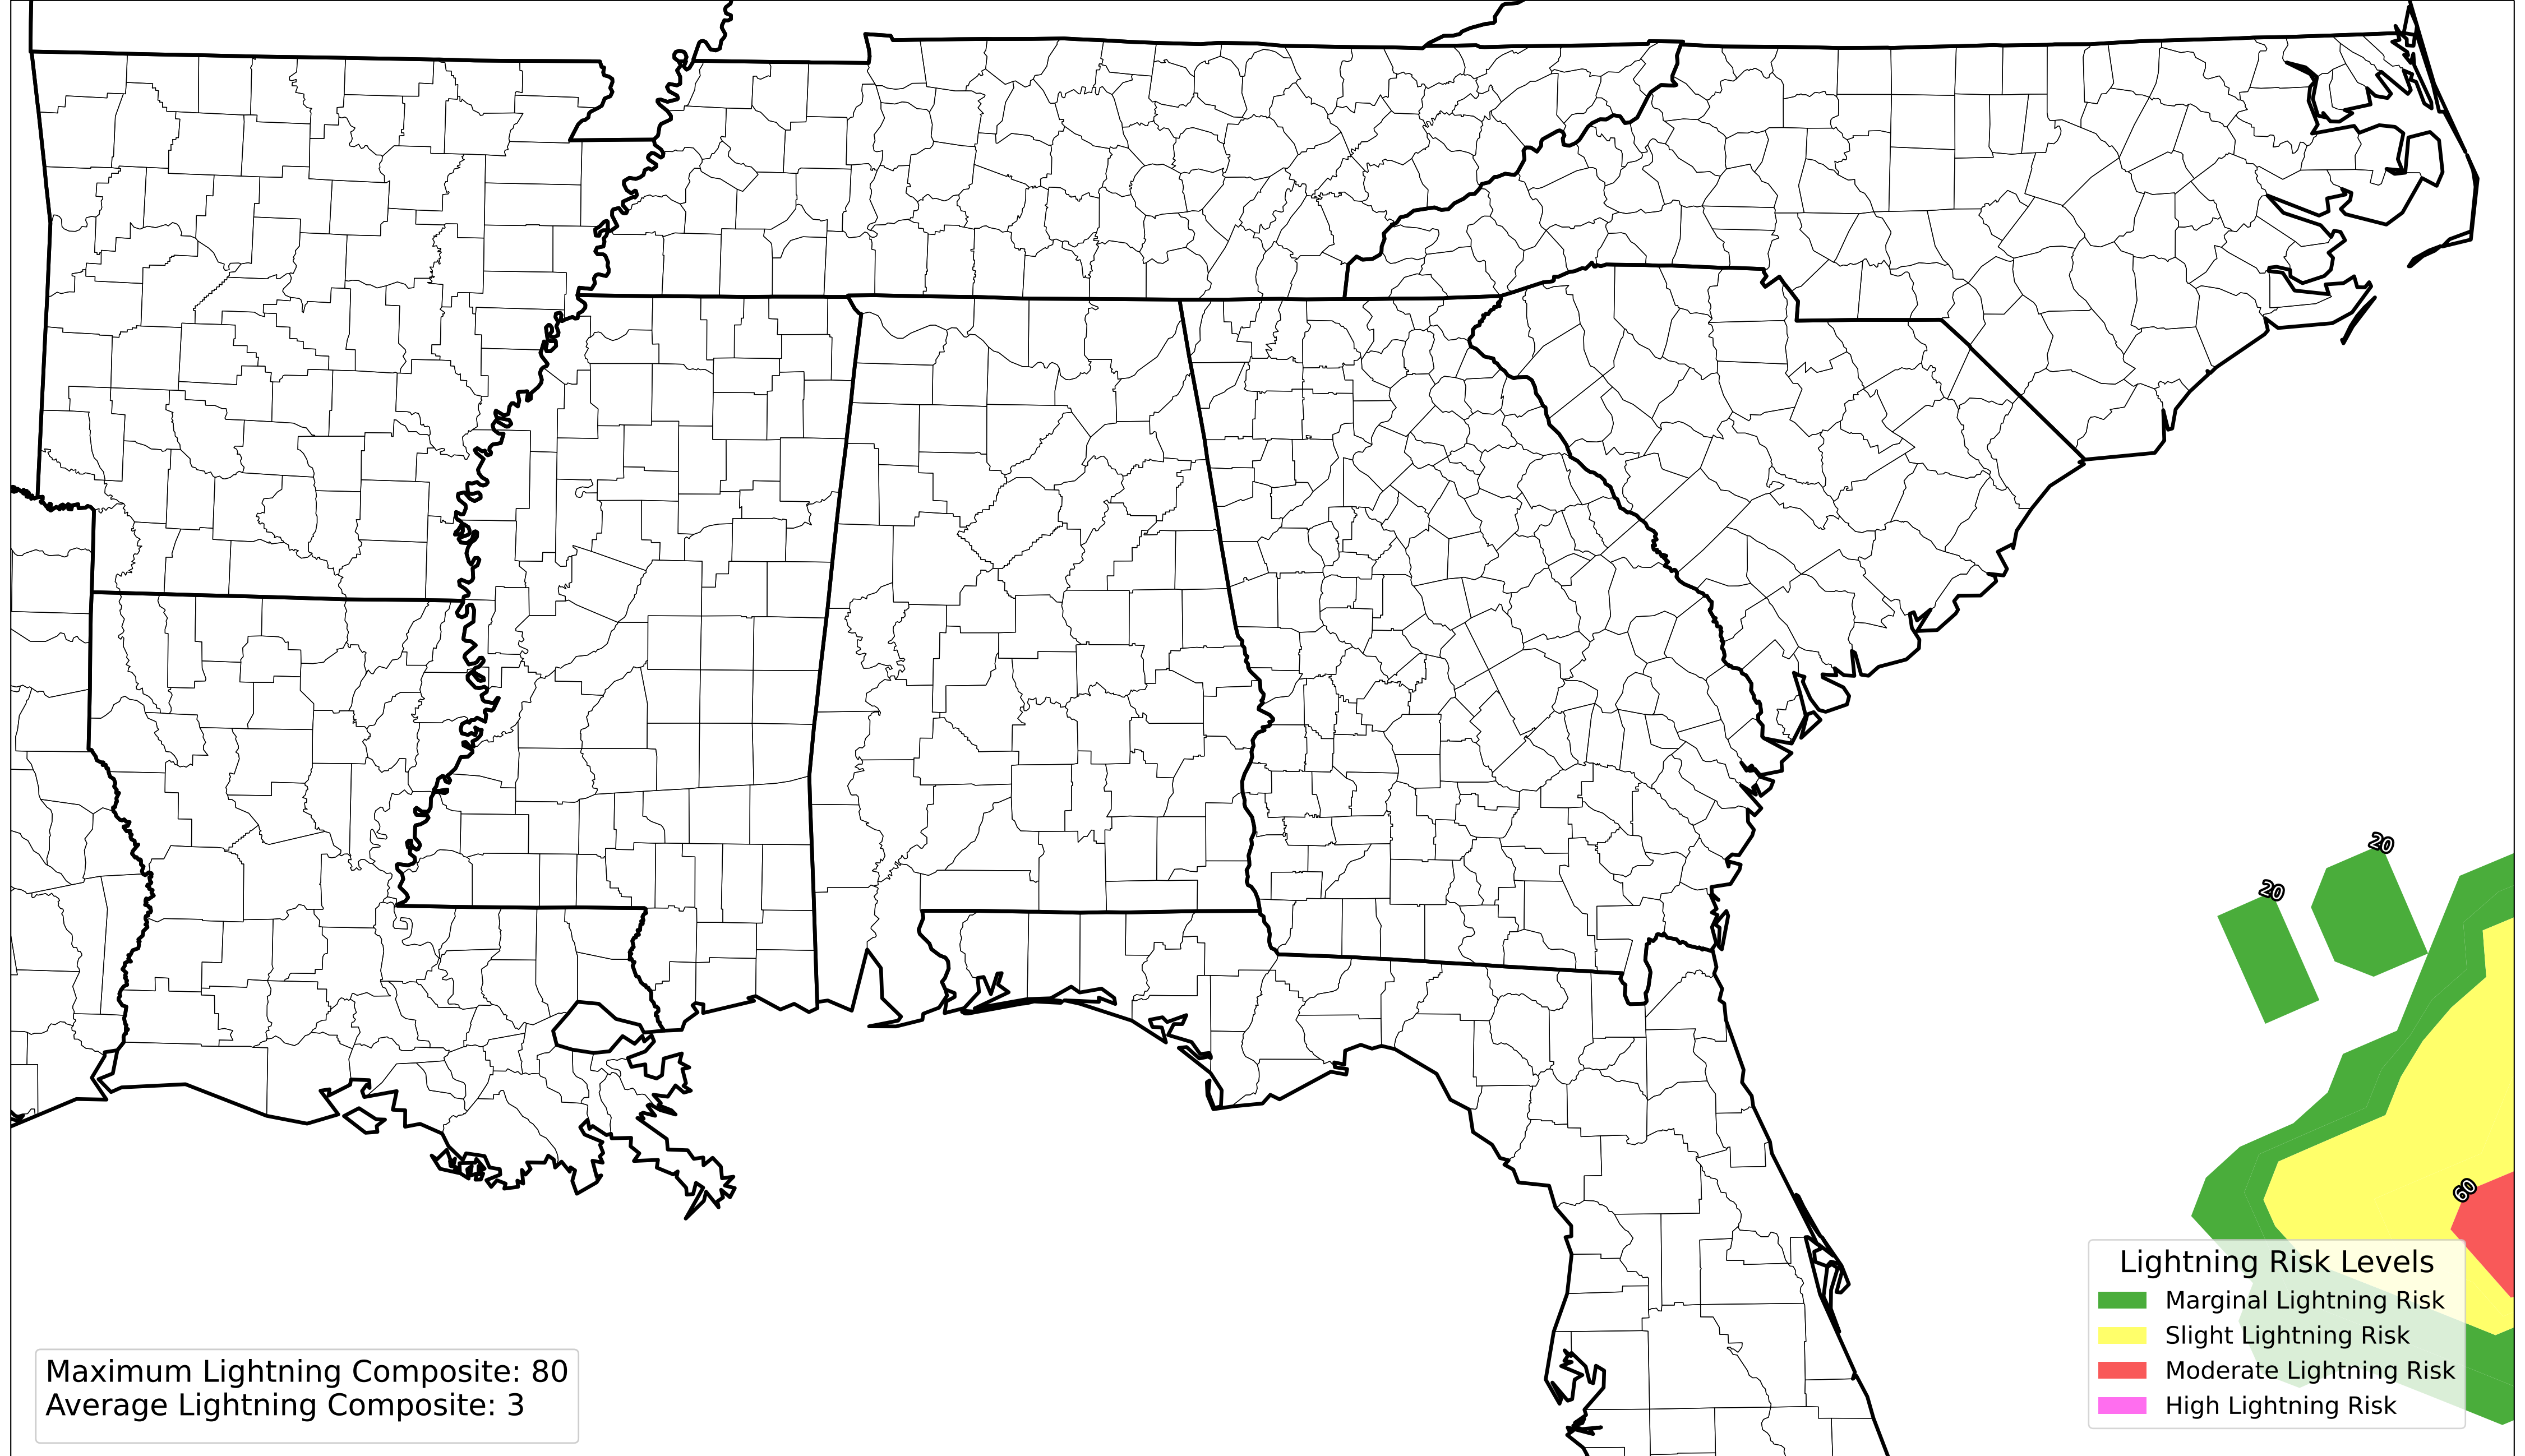 20
20
60
Lightning Risk Levels
Marginal Lightning Risk
Slight Lightning Risk
Moderate Lightning Risk
High Lightning Risk
Maximum Lightning Composite: 80
Average Lightning Composite: 3